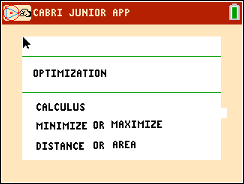 CABRI JUNIOR APP
OPTIMIZATION
CALCULUS
MINIMIZE OR MAXIMIZE
DISTANCE OR AREA